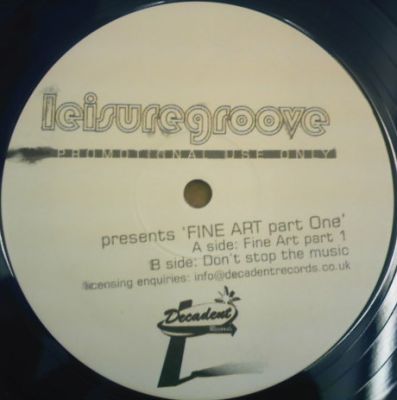 leisuregroove
PROMOTIONAL USE ONLY
presents 'FINE ART part One'
A side: Fine Art part 1
B side: Don't stop the music
licensing enquiries: info@decadentrecords.co.uk
Decadent
Records